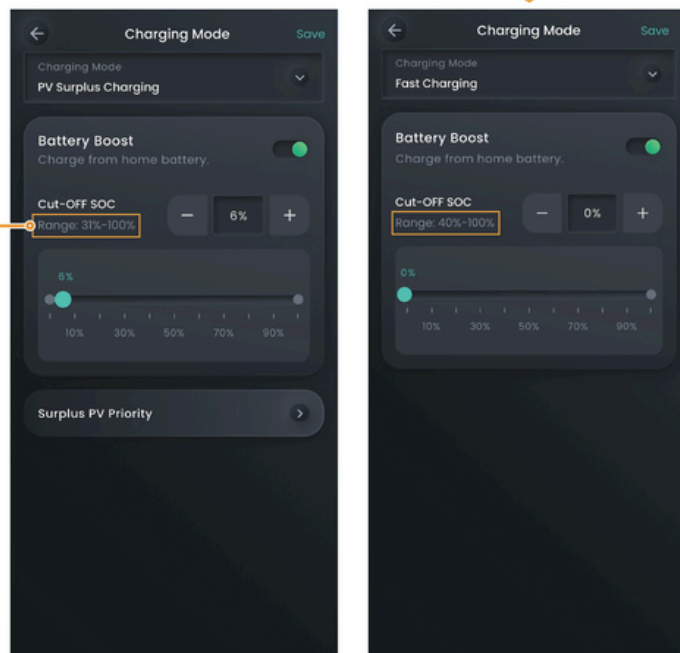 Charging Mode
Save
Charging Mode
PV Surplus Charging
Battery Boost
Charge from home battery.
Cut-OFF SOC
Range: 31%-100%
− 6% +
6%
10% 30% 50% 70% 90%
Surplus PV Priority
Charging Mode
Save
Charging Mode
Fast Charging
Battery Boost
Charge from home battery.
Cut-OFF SOC
Range: 40%-100%
− 0% +
0%
10% 30% 50% 70% 90%